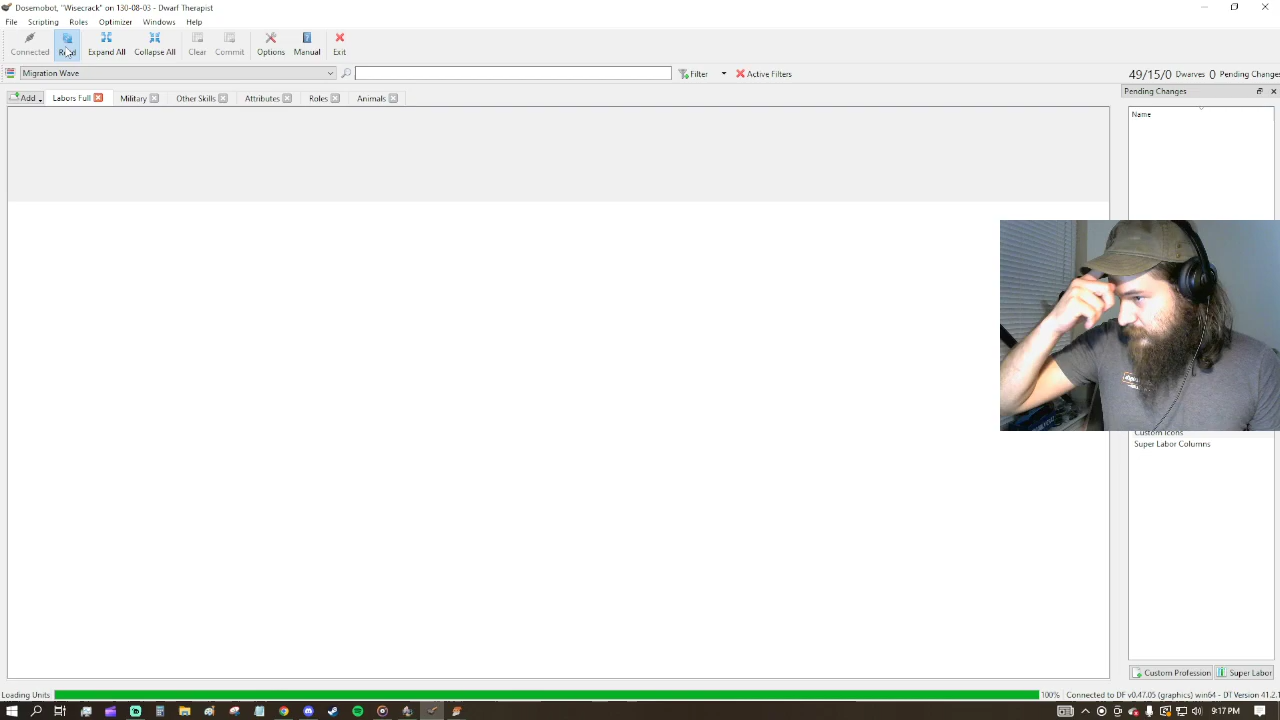 Dosemobot, "Wisecrack" on 130-08-03 - Dwarf Therapist
File Scripting Roles Optimizer Windows Help
Connected Read Expand All Collapse All Clear Commit Options Manual Exit
Migration Wave Filter Active Filters 49/15/0 Dwarves 0 Pending Changes
Add Labors Full Military Other Skills Attributes Roles Animals Pending Changes
Name
Custom Icons
Super Labor Columns
Custom Profession Super Labor
Loading Units 100% Connected to DF v0.47.05 (graphics) win64 - DT Version 41.2.
9:17 PM